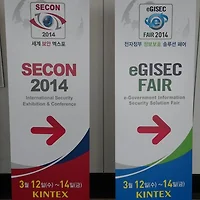 SECON
FAIR 2014
세계 보안 엑스포
SECON
2014
International Security
Exhibition & Conference
3월 12일(수)~14일(금)
KINTEX
eGISEC
FAIR 2014
전자정부 정보보호 솔루션 페어
eGISEC
FAIR
e-Government Information
Security Solution Fair
3월 12일(수)~14일(금)
KINTEX